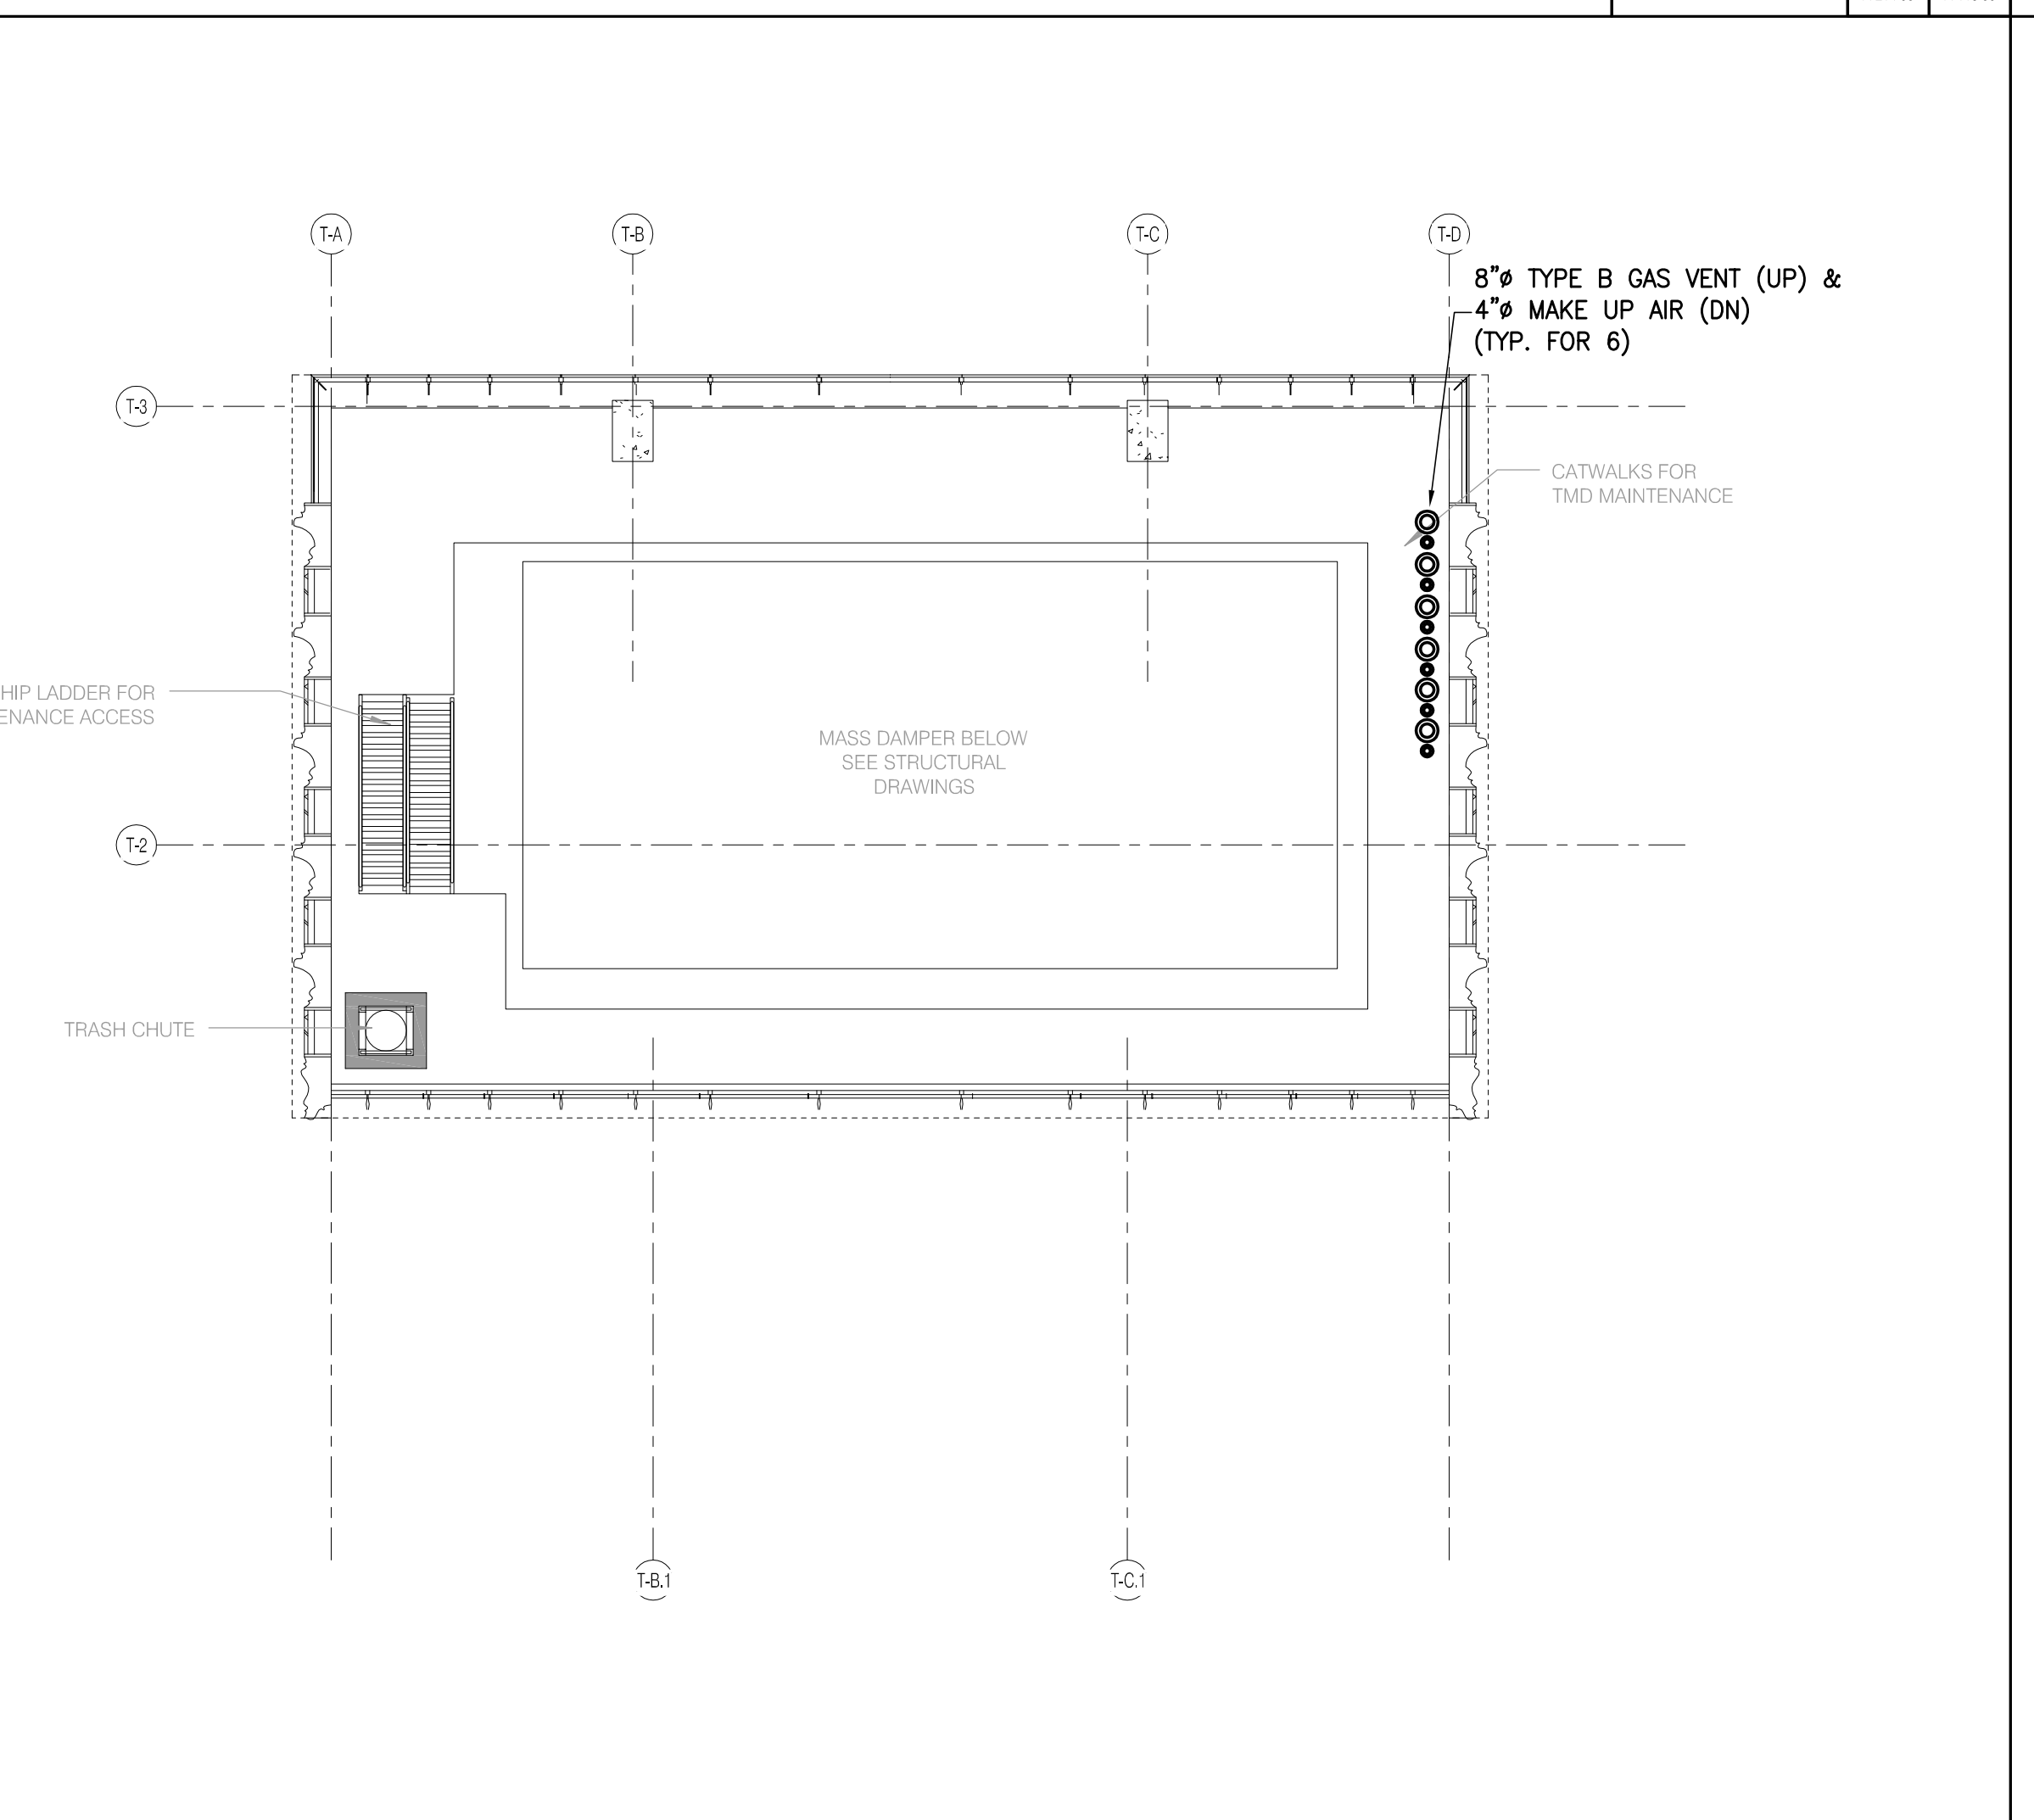 T-A
T-B
T-C
T-D
8"ø TYPE B GAS VENT (UP) &
4"ø MAKE UP AIR (DN)
(TYP. FOR 6)
T-3
CATWALKS FOR
TMD MAINTENANCE
HIP LADDER FOR
ENANCE ACCESS
MASS DAMPER BELOW
SEE STRUCTURAL
DRAWINGS
T-2
TRASH CHUTE
T-B.1
T-C.1